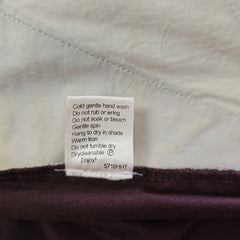 Cold gentle hand wash
Do not rub or wring
Do not soak or bleach
Gentle spin
Hang to dry in shade
Warm Iron
Do not tumble dry
Drycleanable Ⓟ
Enjoy!
5716HHT